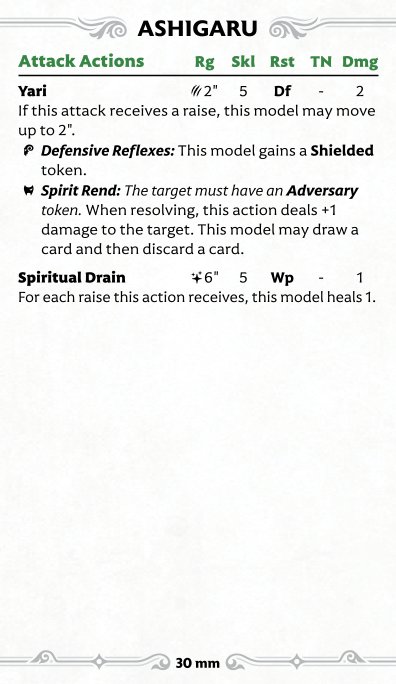 ASHIGARU
Attack Actions Rg Skl Rst TN Dmg
Yari 2" 5 Df - 2
If this attack receives a raise, this model may move
up to 2".
Defensive Reflexes: This model gains a Shielded
token.
Spirit Rend: The target must have an Adversary
token. When resolving, this action deals +1
damage to the target. This model may draw a
card and then discard a card.
Spiritual Drain 6" 5 Wp - 1
For each raise this action receives, this model heals 1.
30 mm